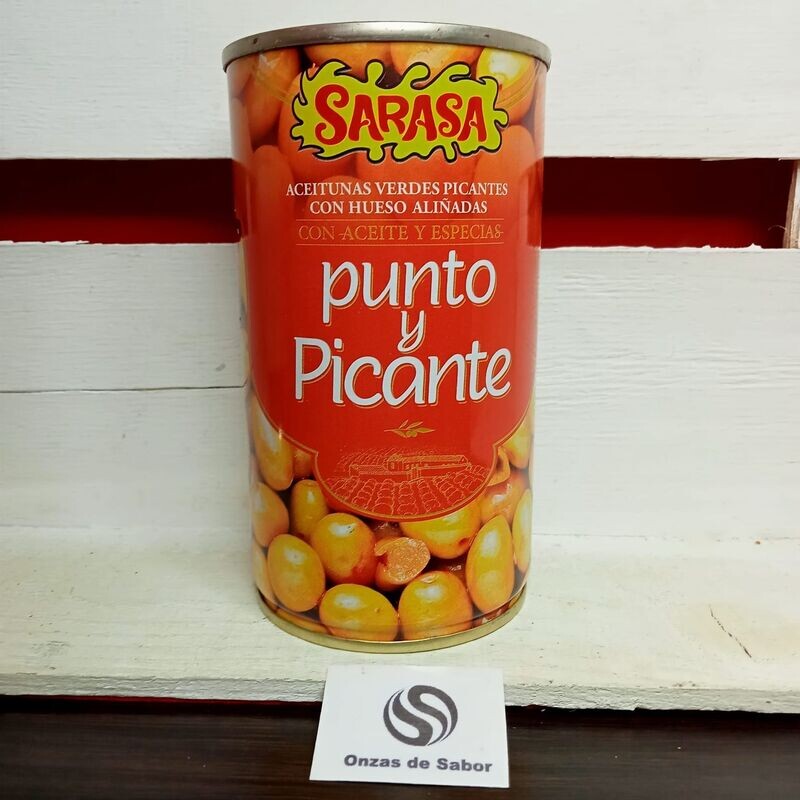 SARASA
ACEITUNAS VERDES PICANTES
CON HUESO ALIÑADAS
CON ACEITE Y ESPECIAS
punto
y
Picante
Onzas de Sabor